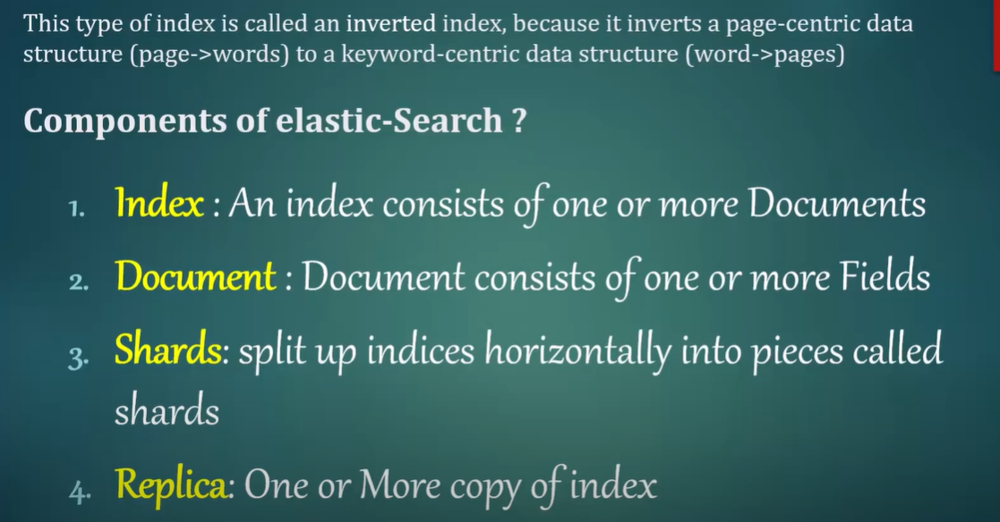 This type of index is called an inverted index, because it inverts a page-centric data
structure (page->words) to a keyword-centric data structure (word->pages)
Components of elastic-Search ?
1. Index : An index consists of one or more Documents
2. Document : Document consists of one or more Fields
3. Shards: split up indices horizontally into pieces called
shards
4. Replica: One or More copy of index